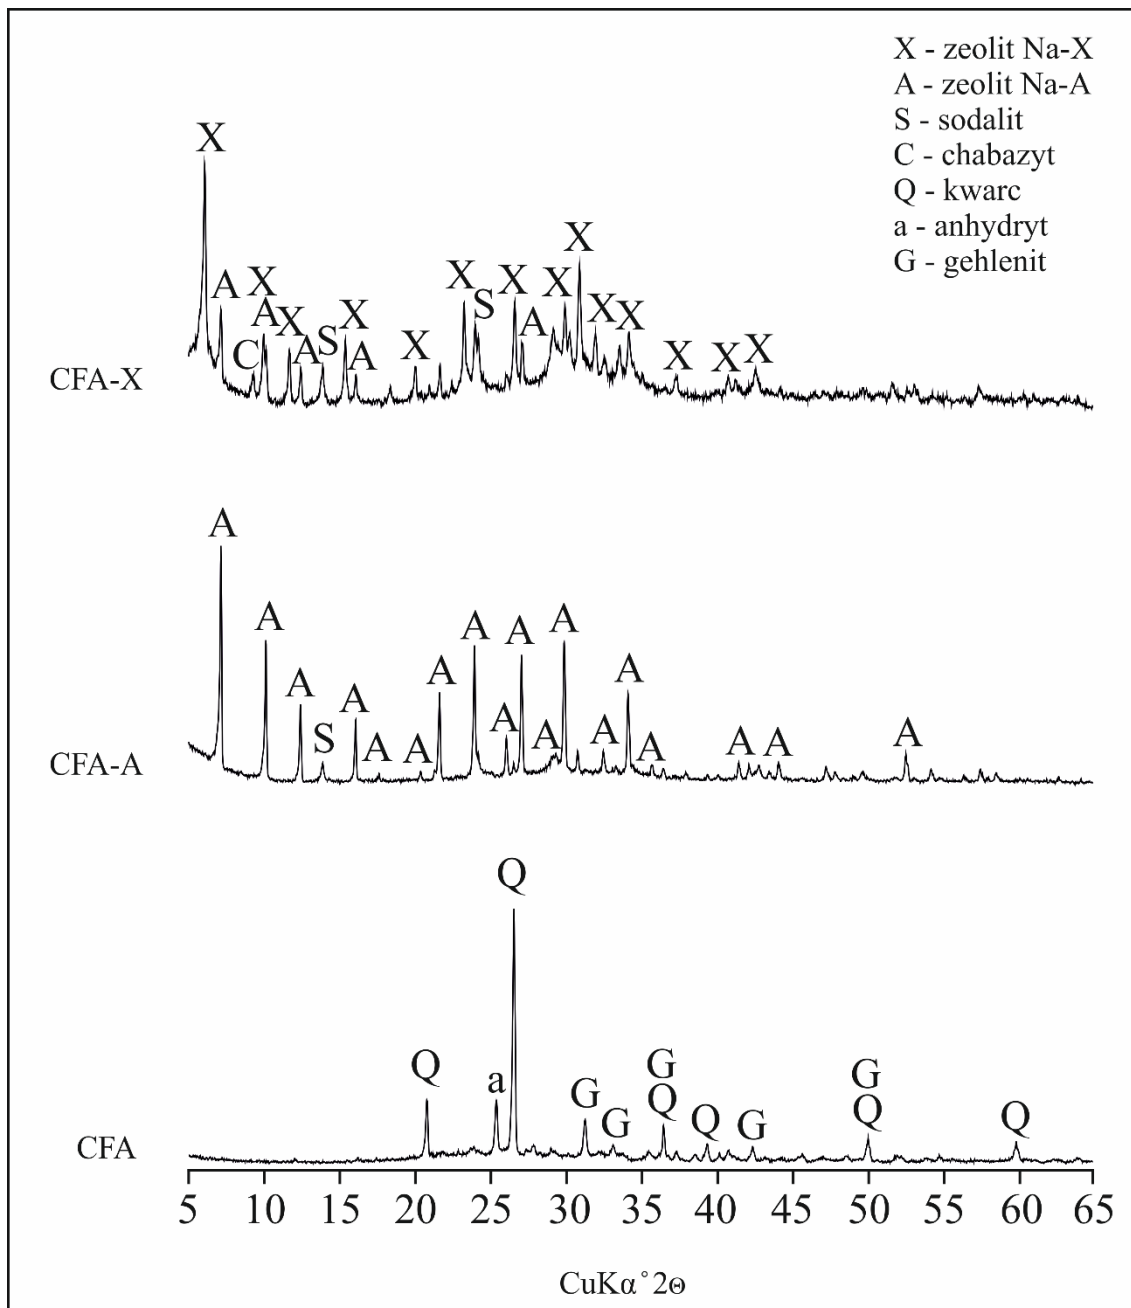 X - zeolit Na-X
A - zeolit Na-A
S - sodalit
C - chabazyt
Q - kwarc
a - anhydryt
G - gehlenit
X
A
C
X
A
X
A
S
X
A
X
X
S
X
A
X
X
X
X
X
X
X
CFA-X
A
A
A
S
A
A
A
A
A
A
A
A
A
A
A
A
A
A
CFA-A
Q
a
Q
G
G
G
Q
Q
G
G
Q
Q
CFA
5 10 15 20 25 30 35 40 45 50 55 60 65
CuKα°2Θ